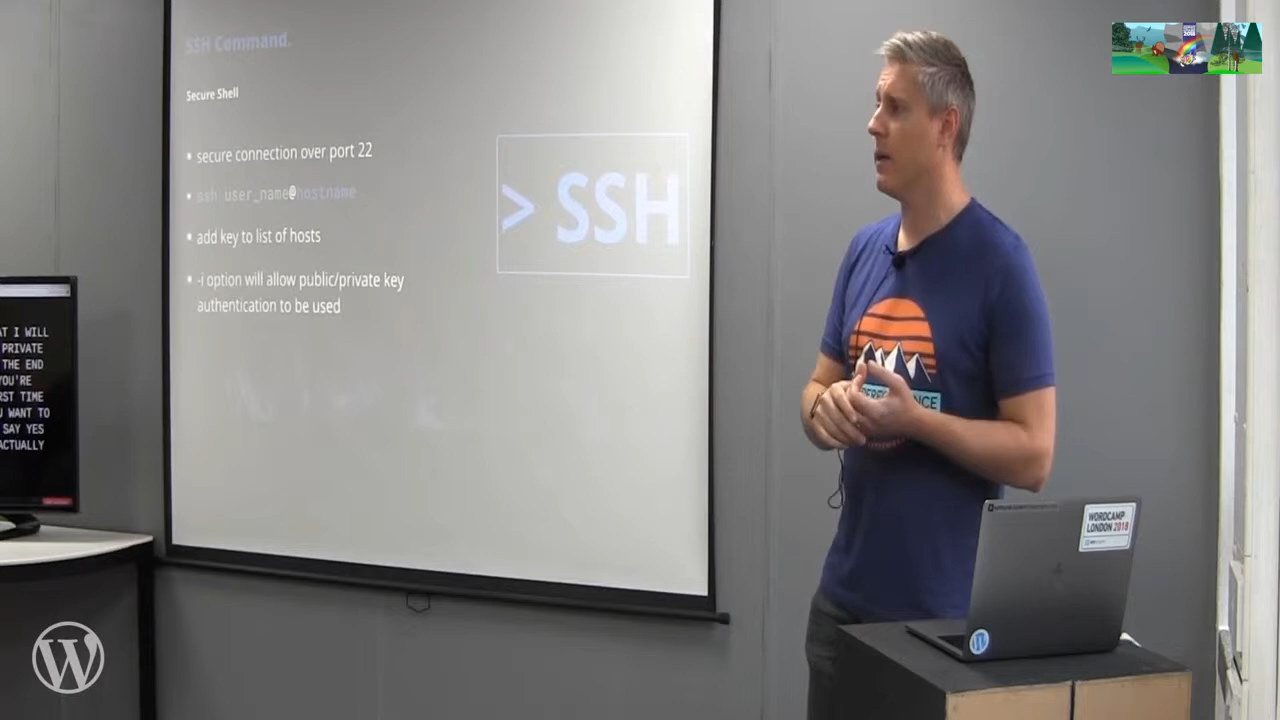 SSH Command.
Secure Shell
• secure connection over port 22
• ssh user_name@hostname
• add key to list of hosts
• -i option will allow public/private key
authentication to be used
> SSH
I WILL
PRIVATE
THE END
YOU'RE
TIME
WANT TO
SAY YES
ACTUALLY
WORDCAMP
LONDON 2018
2018